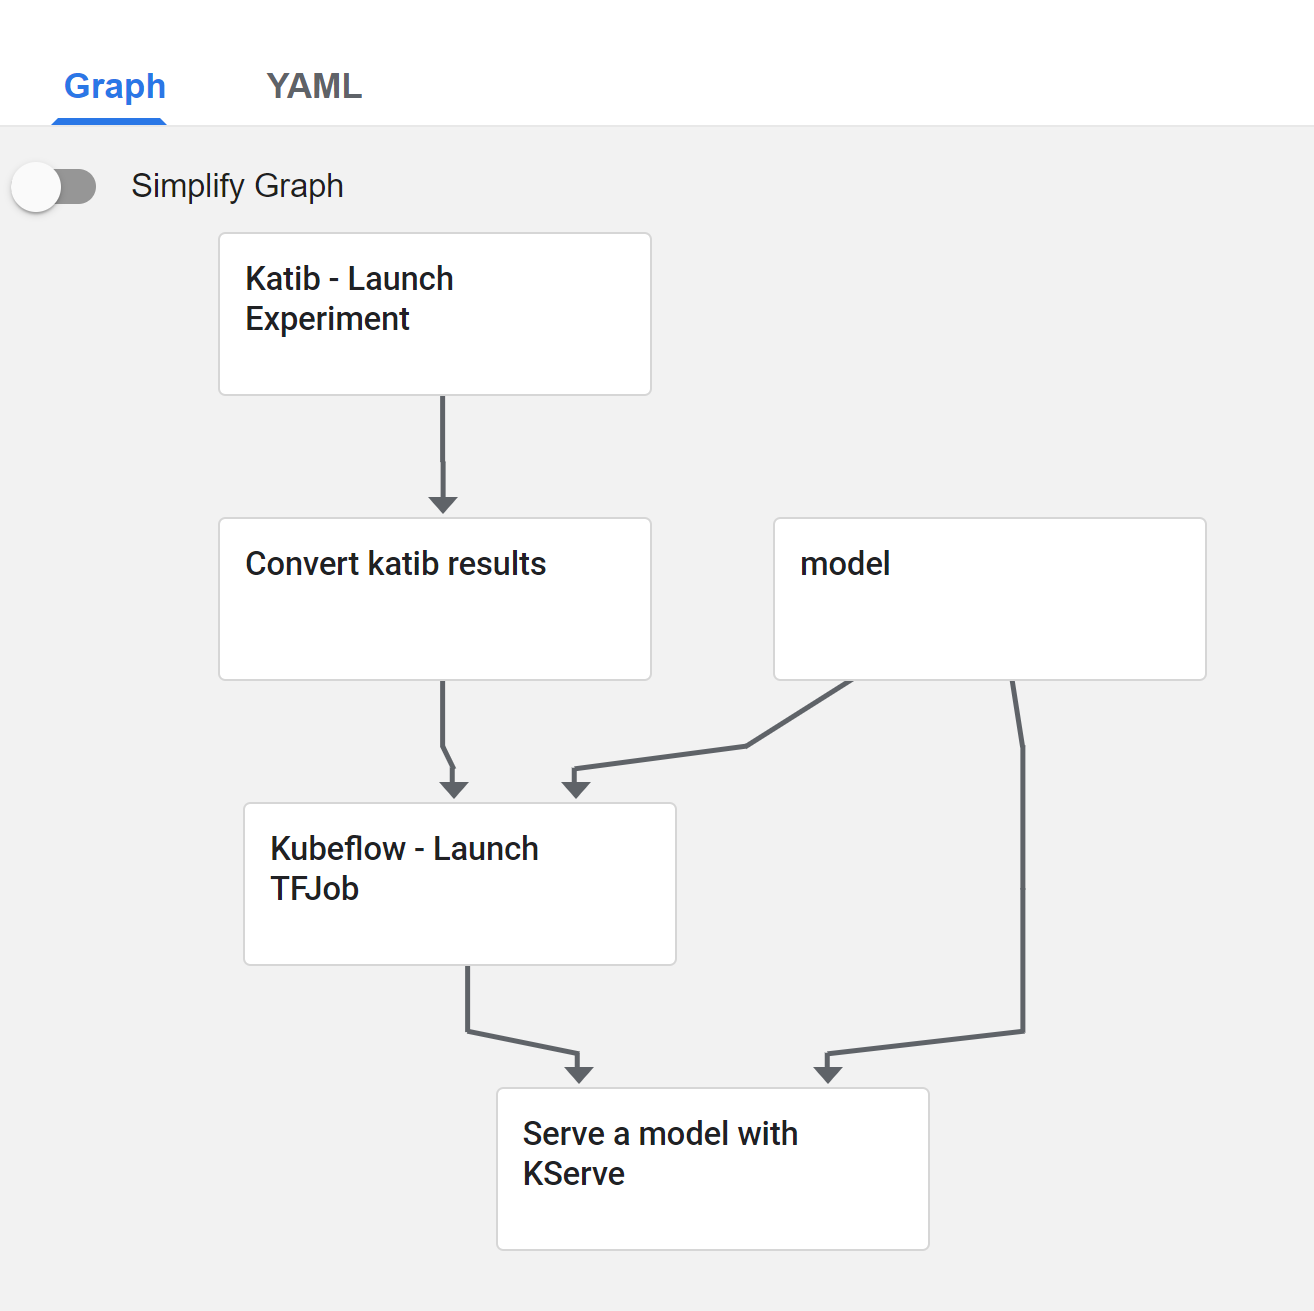 Graph YAML
Simplify Graph
Katib - Launch
Experiment
Convert katib results
model
Kubeflow - Launch
TFJob
Serve a model with
KServe